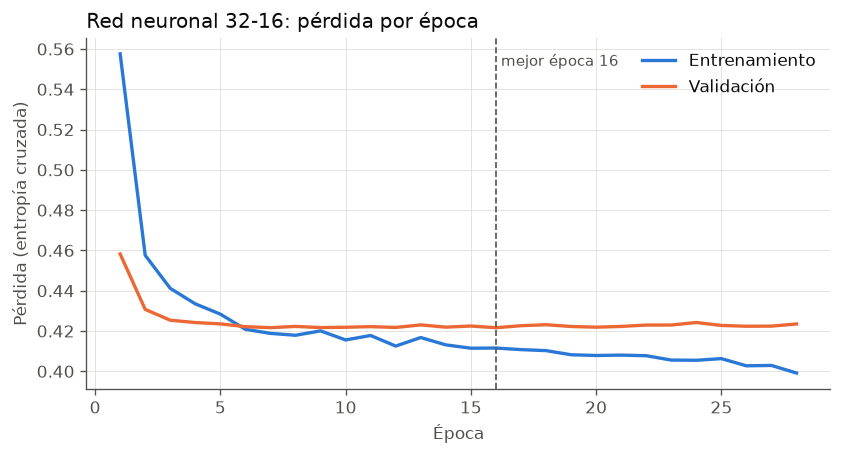 Red neuronal 32-16: pérdida por época
Pérdida (entropía cruzada)
0.56
0.54
0.52
0.50
0.48
0.46
0.44
0.42
0.40
mejor época 16
Entrenamiento
Validación
0 5 10 15 20 25
Época